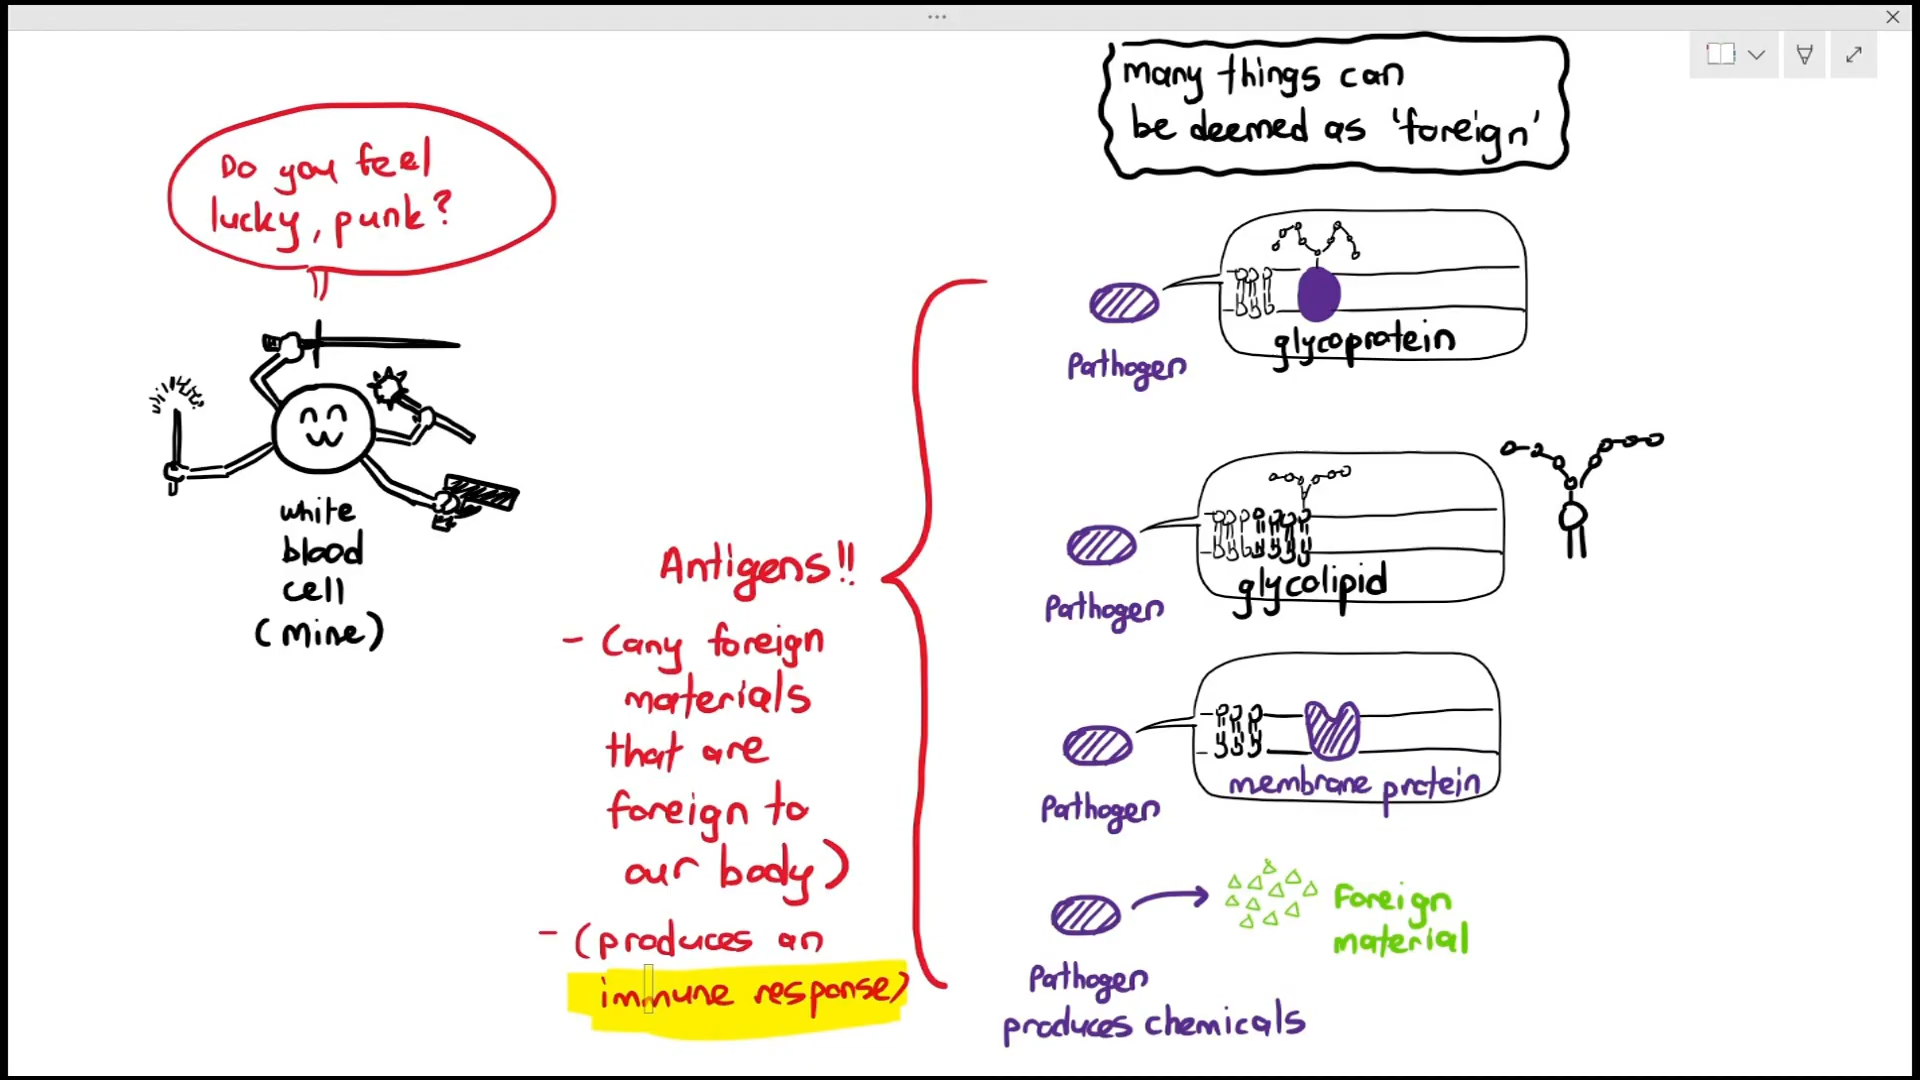 many things can
be deemed as 'foreign'
Do you feel
lucky, punk?
white
blood
cell
(mine)
Antigens!!
- (any foreign
materials
that are
foreign to
our body)
- (produces an
immune response)
Pathogen
glycoprotein
Pathogen
glycolipid
Pathogen
membrane protein
Pathogen
produces chemicals
Foreign
material